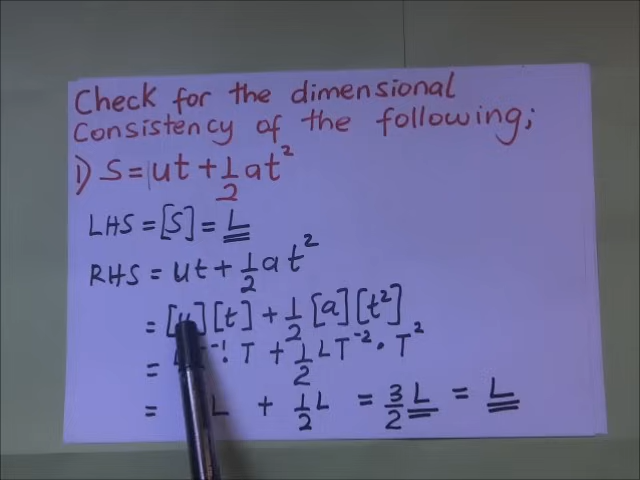 Check for the dimensional
Consistency of the following;
1) S = ut + 1/2 at²
LHS = [S] = L
RHS = ut + 1/2 at²
= [u][t] + 1/2 [a][t²]
= T + 1/2 LT⁻² · T²
= L + 1/2 L = 3/2 L = L